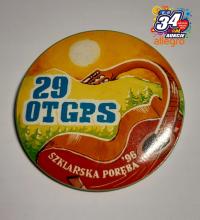 34
allegro
29
OTGPS
SZKLARSKA PORĘBA '96